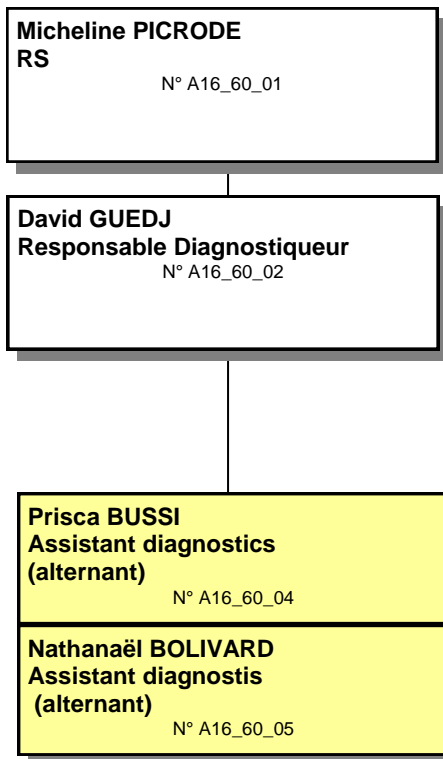 Micheline PICRODE
RS
N° A16_60_01
David GUEDJ
Responsable Diagnostiqueur
N° A16_60_02
Prisca BUSSI
Assistant diagnostics
(alternant)
N° A16_60_04
Nathanaël BOLIVARD
Assistant diagnostis
(alternant)
N° A16_60_05